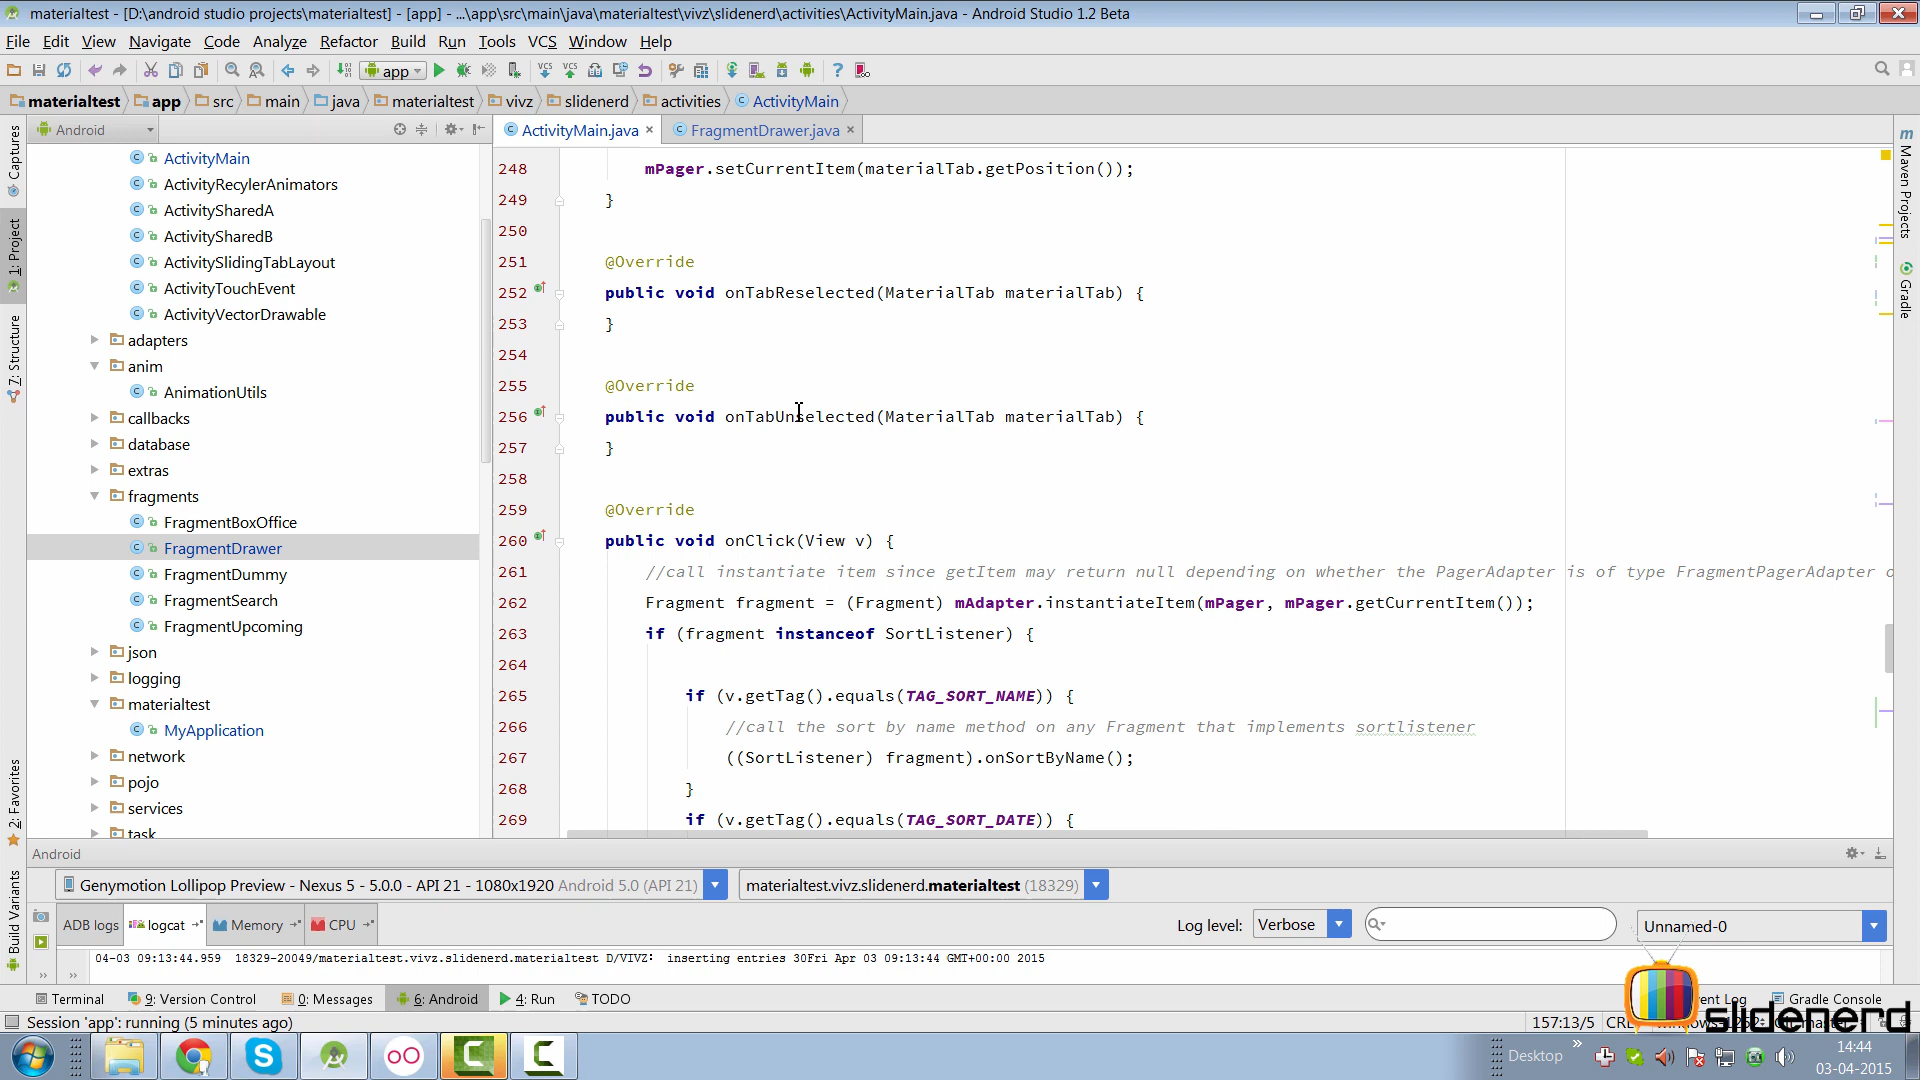 materialtest - [D:\android studio projects\materialtest] - [app] - ...\app\src\main\java\materialtest\vivz\slidenerd\activities\ActivityMain.java - Android Studio 1.2 Beta
File Edit View Navigate Code Analyze Refactor Build Run Tools VCS Window Help
app
materialtest app src main java materialtest vivz slidenerd activities ActivityMain
Android
ActivityMain.java FragmentDrawer.java
Captures
1: Project
7: Structure
2: Favorites
Build Variants
Maven Projects
Gradle
ActivityMain
ActivityRecylerAnimators
ActivitySharedA
ActivitySharedB
ActivitySlidingTabLayout
ActivityTouchEvent
ActivityVectorDrawable
adapters
anim
AnimationUtils
callbacks
database
extras
fragments
FragmentBoxOffice
FragmentDrawer
FragmentDummy
FragmentSearch
FragmentUpcoming
json
logging
materialtest
MyApplication
network
pojo
services
task
248 mPager.setCurrentItem(materialTab.getPosition());
249 }
250
251 @Override
252 public void onTabReselected(MaterialTab materialTab) {
253 }
254
255 @Override
256 public void onTabUnselected(MaterialTab materialTab) {
257 }
258
259 @Override
260 public void onClick(View v) {
261 //call instantiate item since getItem may return null depending on whether the PagerAdapter is of type FragmentPagerAdapter
262 Fragment fragment = (Fragment) mAdapter.instantiateItem(mPager, mPager.getCurrentItem());
263 if (fragment instanceof SortListener) {
264
265 if (v.getTag().equals(TAG_SORT_NAME)) {
266 //call the sort by name method on any Fragment that implements sortlistener
267 ((SortListener) fragment).onSortByName();
268 }
269 if (v.getTag().equals(TAG_SORT_DATE)) {
Android
Genymotion Lollipop Preview - Nexus 5 - 5.0.0 - API 21 - 1080x1920 Android 5.0 (API 21) materialtest.vivz.slidenerd.materialtest (18329)
ADB logs logcat Memory CPU Log level: Verbose Unnamed-0
04-03 09:13:44.959 18329-20049/materialtest.vivz.slidenerd.materialtest D/VIVZ: inserting entries 30Fri Apr 03 09:13:44 GMT+00:00 2015
Terminal 9: Version Control 0: Messages 6: Android 4: Run TODO Log Gradle Console
Session 'app': running (5 minutes ago) 157:13/5
slidenerd
Desktop
14:44
03-04-2015